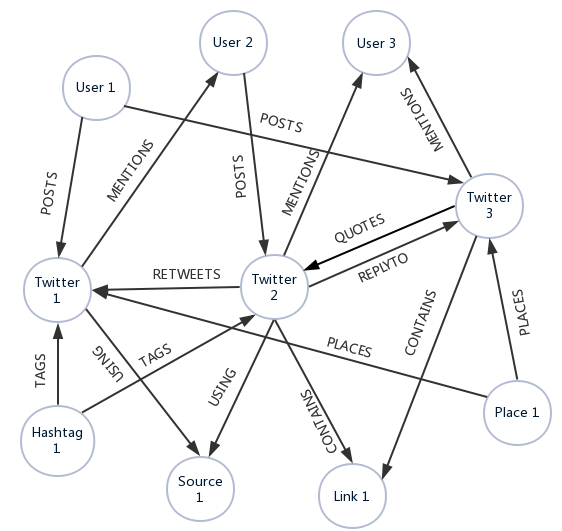 User 2
User 3
User 1
POSTS
MENTIONS
MENTIONS
POSTS
POSTS
MENTIONS
Twitter
3
QUOTES
REPLYTO
RETWEETS
Twitter
1
Twitter
2
CONTAINS
PLACES
PLACES
TAGS
USING
TAGS
USING
CONTAINS
Hashtag
1
Place 1
Source
1
Link 1